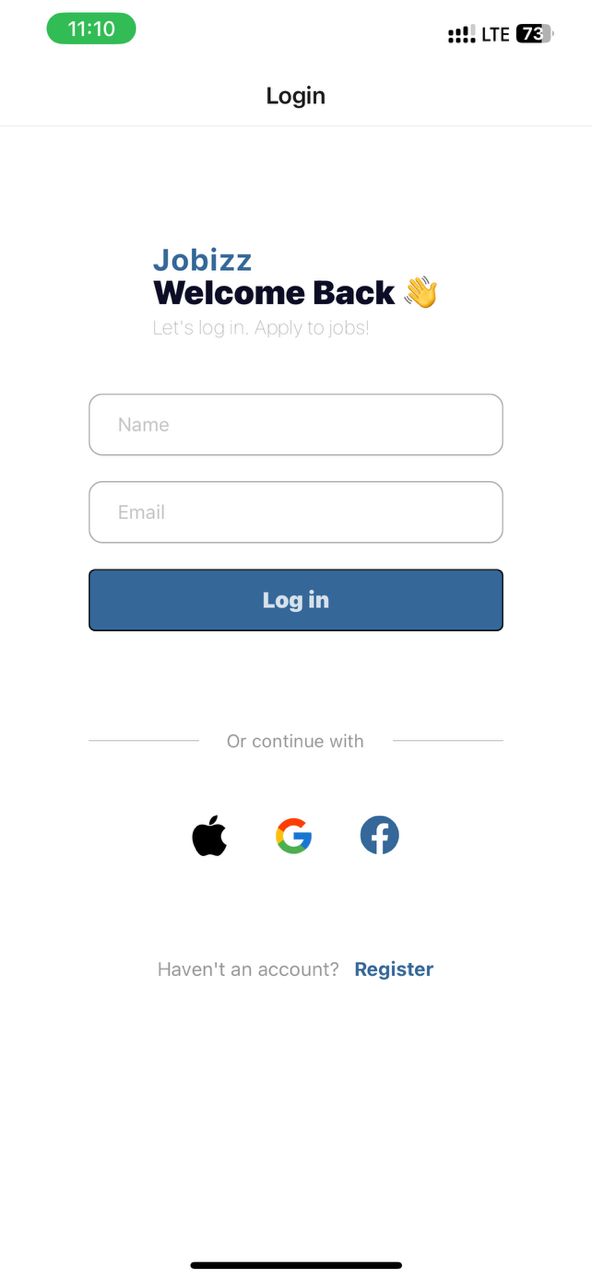 11:10
LTE 73
Login
Jobizz
Welcome Back 👋
Let's log in. Apply to jobs!
Name
Email
Log in
Or continue with
Haven't an account? Register